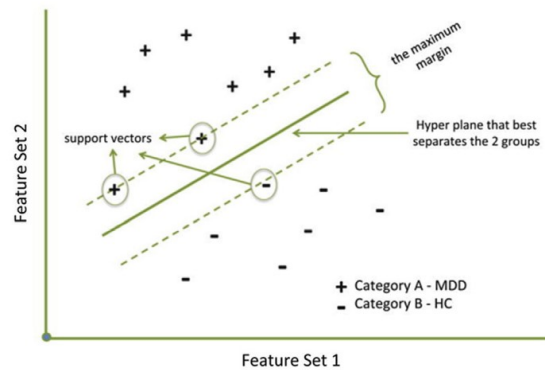 the maximum
margin
support vectors
Hyper plane that best
separates the 2 groups
Feature Set 2
+ Category A - MDD
- Category B - HC
Feature Set 1